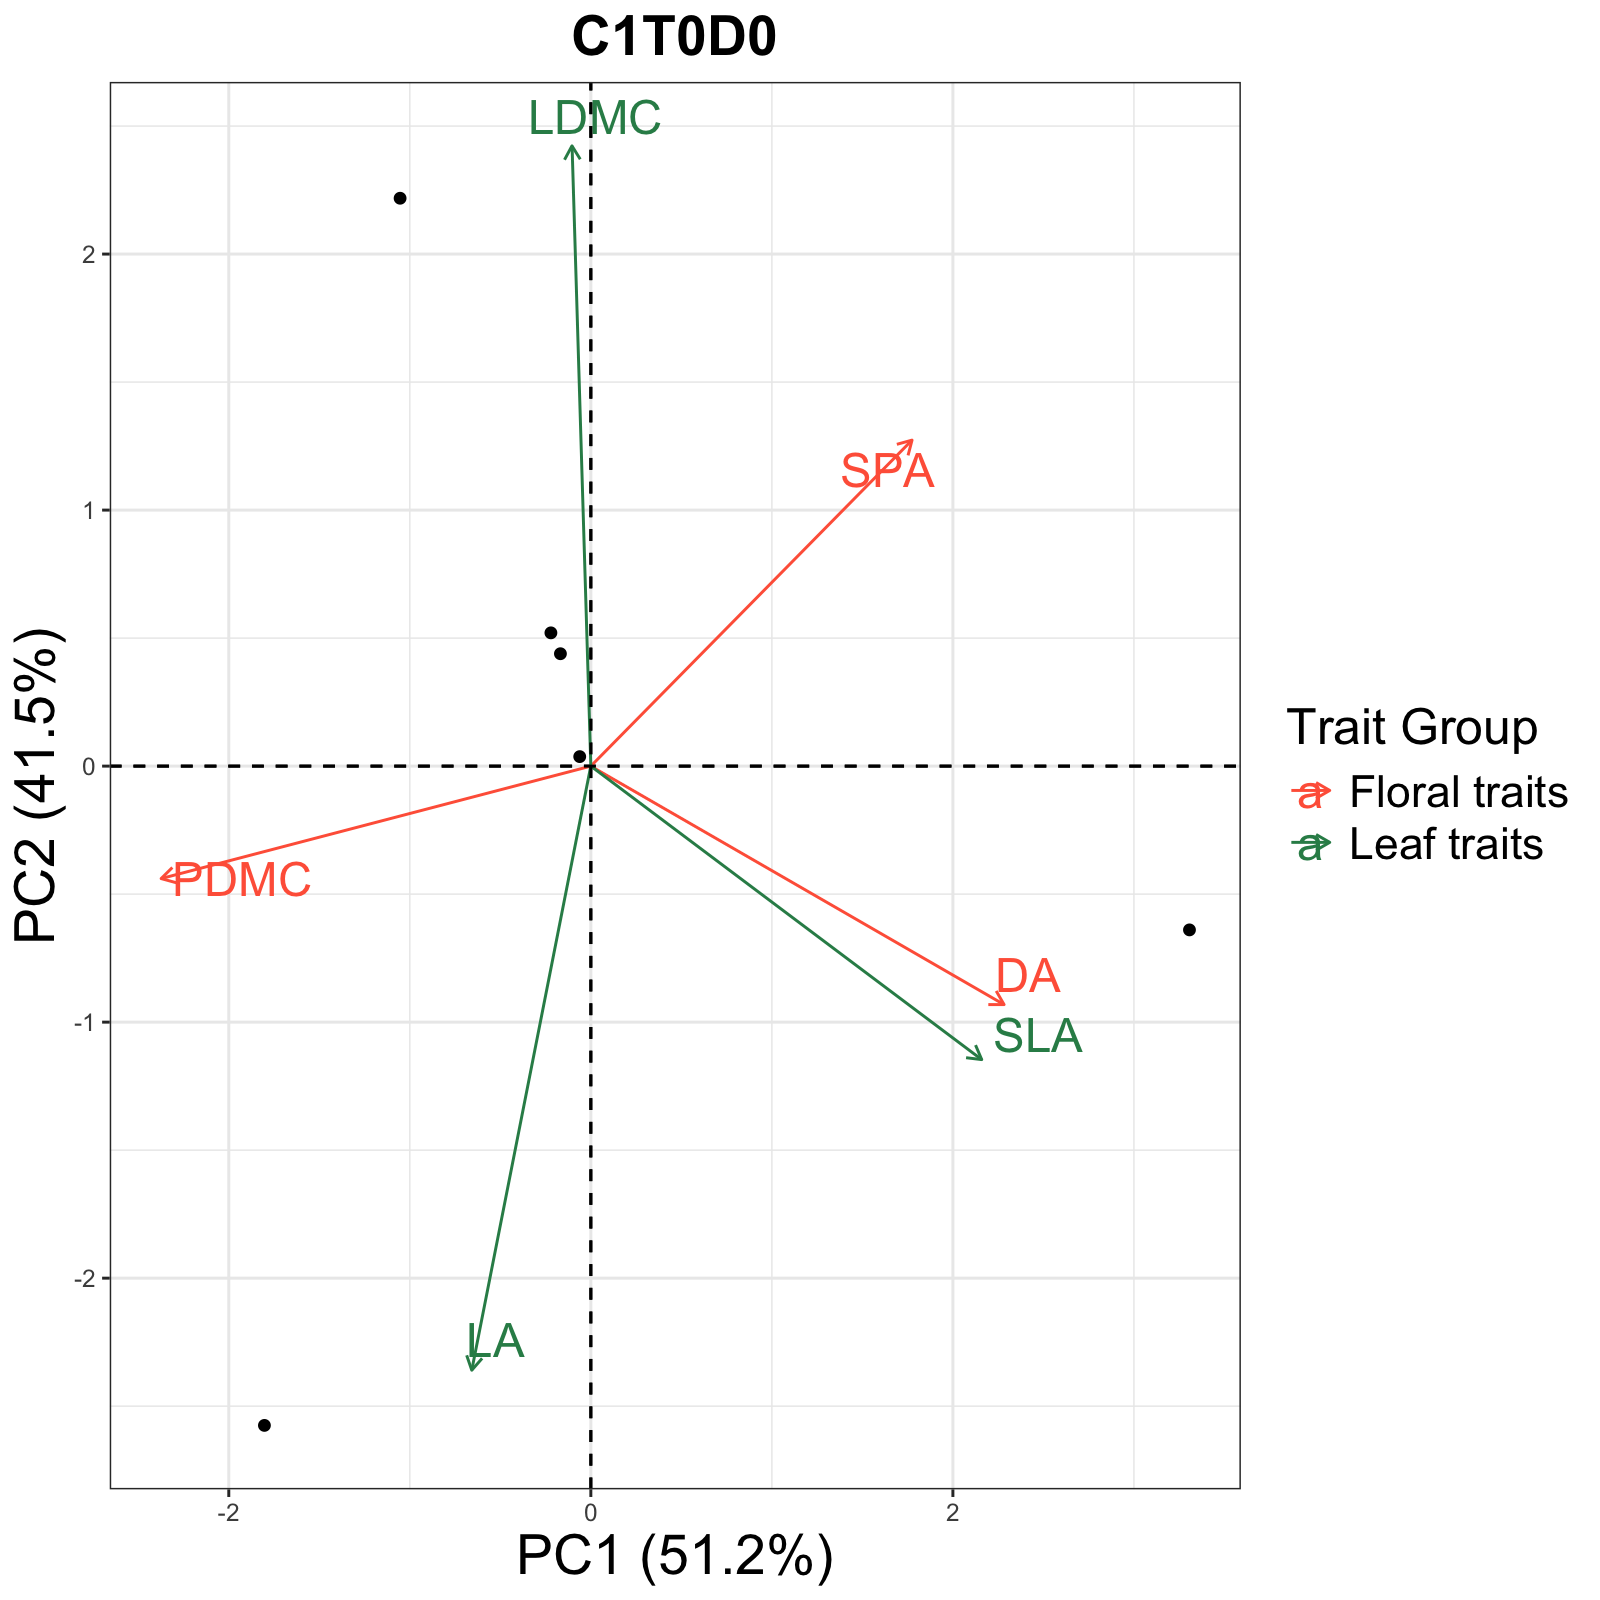 C1T0D0
LDMC
2
SPA
1
0
PDMC
DA
SLA
-1
-2
LA
-2
0
2
PC1 (51.2%)
PC2 (41.5%)
Trait Group
a Floral traits
a Leaf traits